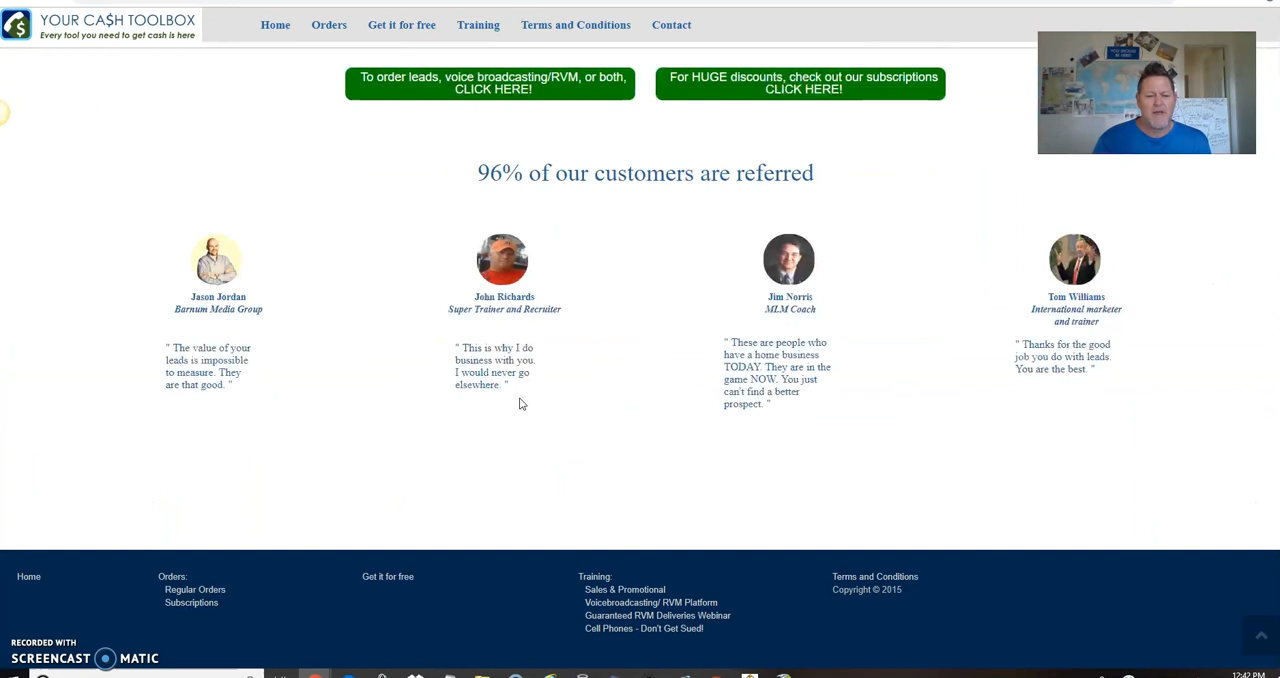 YOUR CA$H TOOLBOX
Every tool you need to get cash is here
Home
Orders
Get it for free
Training
Terms and Conditions
Contact
To order leads, voice broadcasting/RVM, or both,
CLICK HERE!
For HUGE discounts, check out our subscriptions
CLICK HERE!
96% of our customers are referred
Jason Jordan
Barnum Media Group
" The value of your
leads is impossible
to measure. They
are that good. "
John Richards
Super Trainer and Recruiter
" This is why I do
business with you.
I would never go
elsewhere. "
Jim Norris
MLM Coach
" These are people who
have a home business
TODAY. They are in the
game NOW. You just
can't find a better
prospect. "
Tom Williams
International marketer
and trainer
" Thanks for the good
job you do with leads.
You are the best. "
Home
Orders:
Regular Orders
Subscriptions
Get it for free
Training:
Sales & Promotional
Voicebroadcasting/ RVM Platform
Guaranteed RVM Deliveries Webinar
Cell Phones - Don't Get Sued!
Terms and Conditions
Copyright © 2015
RECORDED WITH
SCREENCAST MATIC
12:42 PM